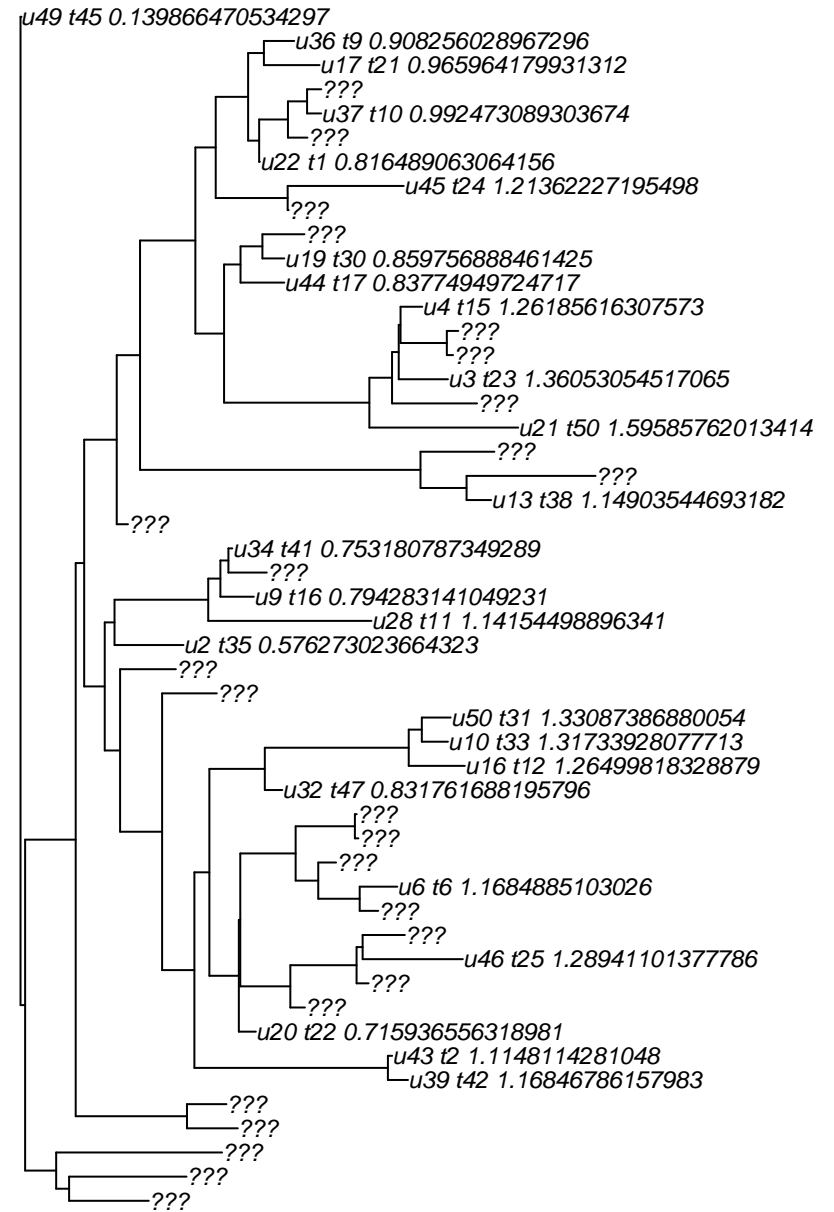 u49 t45 0.139866470534297
u36 t9 0.908256028967296
u17 t21 0.965964179931312
???
u37 t10 0.992473089303674
???
u22 t1 0.816489063064156
u45 t24 1.21362227195498
???
???
u19 t30 0.859756888461425
u44 t17 0.83774949724717
u4 t15 1.26185616307573
???
???
u3 t23 1.36053054517065
???
u21 t50 1.59585762013414
???
???
u13 t38 1.14903544693182
???
u34 t41 0.753180787349289
???
u9 t16 0.794283141049231
u28 t11 1.14154498896341
u2 t35 0.576273023664323
???
???
u50 t31 1.33087386880054
u10 t33 1.31733928077713
u16 t12 1.26499818328879
u32 t47 0.831761688195796
???
???
???
u6 t6 1.1684885103026
???
???
u46 t25 1.28941101377786
???
???
u20 t22 0.715936556318981
u43 t2 1.1148114281048
u39 t42 1.16846786157983
???
???
???
???
???